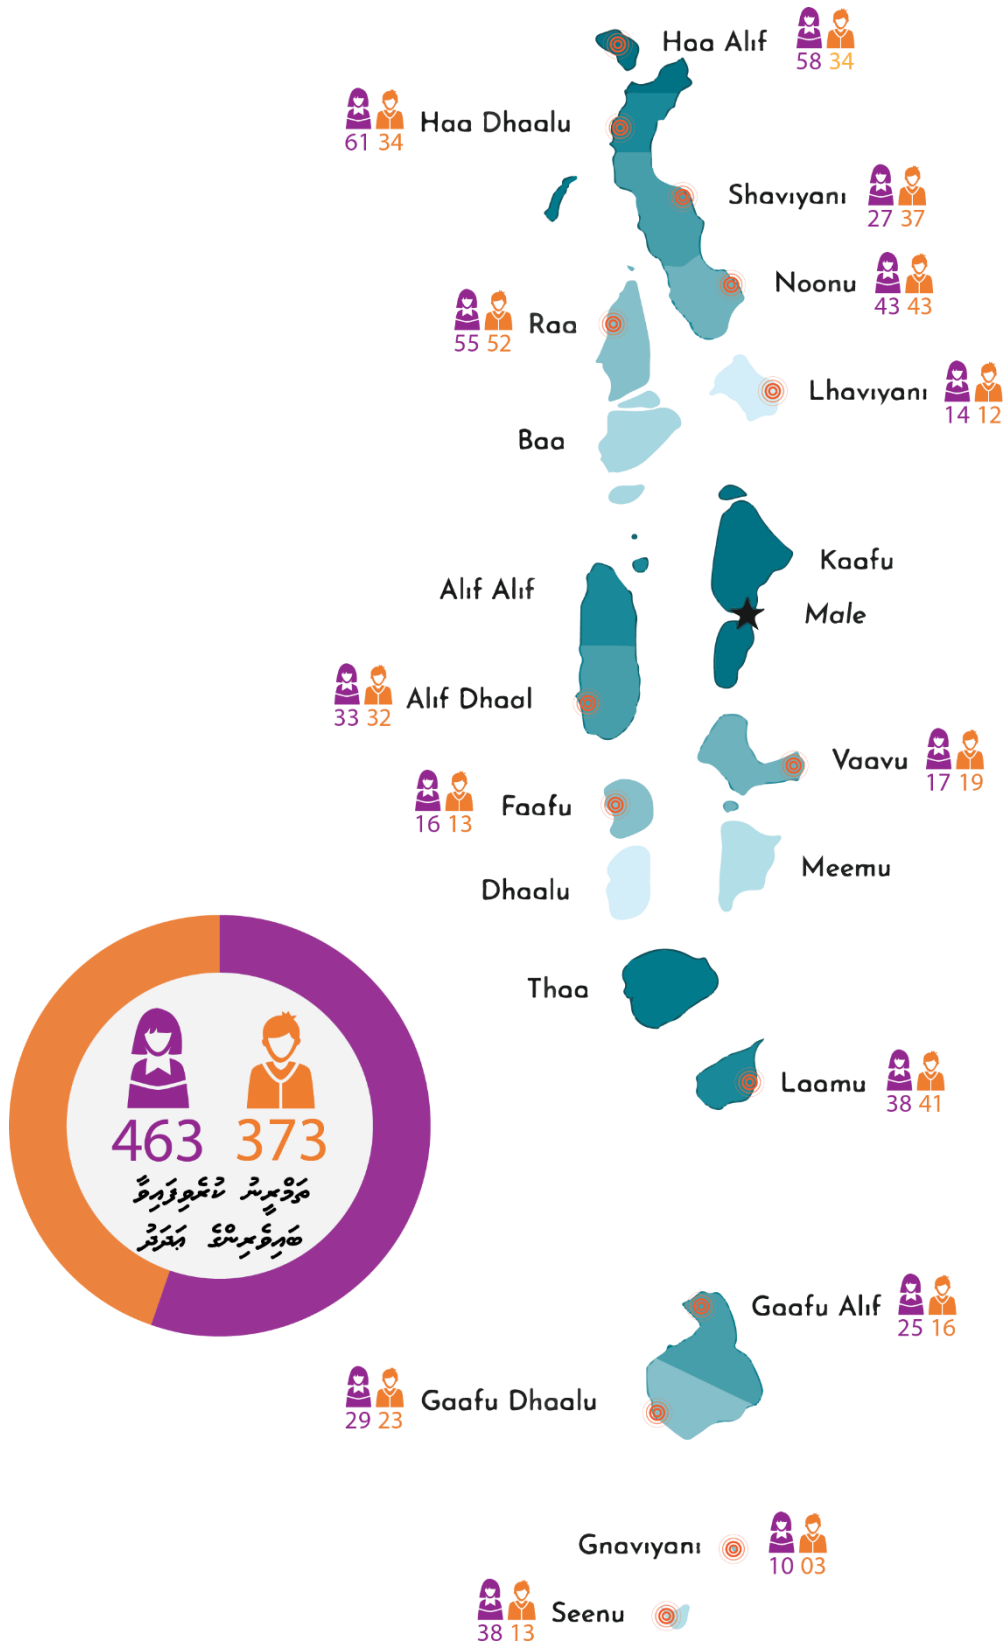 Haa Alif
58 34
Haa Dhaalu
61 34
Shaviyani
27 37
Noonu
43 43
Raa
55 52
Lhaviyani
14 12
Baa
Kaafu
Alif Alif
Male
Alif Dhaal
33 32
Vaavu
17 19
Faafu
16 13
Meemu
Dhaalu
Thaa
Laamu
38 41
463 373
ތަމްރީނު ކުރެވިފައިވާ
ބައިވެރިންގެ އަދަދު
Gaafu Alif
25 16
Gaafu Dhaalu
29 23
Gnaviyani
10 03
Seenu
38 13